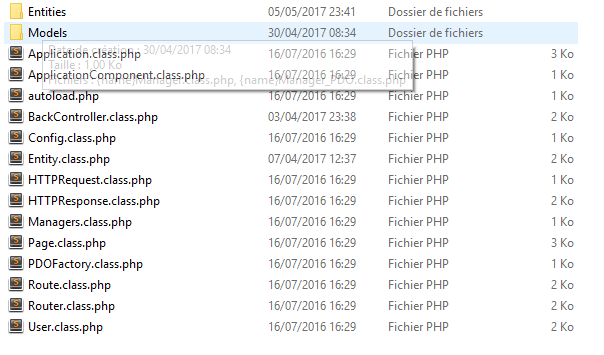 Entities 05/05/2017 23:41 Dossier de fichiers
Models 30/04/2017 08:34 Dossier de fichiers
Application.class.php 16/07/2016 16:29 Fichier PHP 3 Ko
Date de création : 30/04/2017 08:34
Taille : 1,00 Ko
ApplicationComponent.class.php 16/07/2016 16:29 Fichier PHP 1 Ko
Fichiers : {name}Manager.class.php, {name}Manager_PDO.class.php
autoload.php 16/07/2016 16:29 Fichier PHP 1 Ko
BackController.class.php 03/04/2017 23:38 Fichier PHP 2 Ko
Config.class.php 16/07/2016 16:29 Fichier PHP 1 Ko
Entity.class.php 07/04/2017 12:37 Fichier PHP 2 Ko
HTTPRequest.class.php 16/07/2016 16:29 Fichier PHP 1 Ko
HTTPResponse.class.php 16/07/2016 16:29 Fichier PHP 2 Ko
Managers.class.php 16/07/2016 16:29 Fichier PHP 1 Ko
Page.class.php 16/07/2016 16:29 Fichier PHP 3 Ko
PDOFactory.class.php 16/07/2016 16:29 Fichier PHP 1 Ko
Route.class.php 16/07/2016 16:29 Fichier PHP 2 Ko
Router.class.php 16/07/2016 16:29 Fichier PHP 2 Ko
User.class.php 16/07/2016 16:29 Fichier PHP 2 Ko